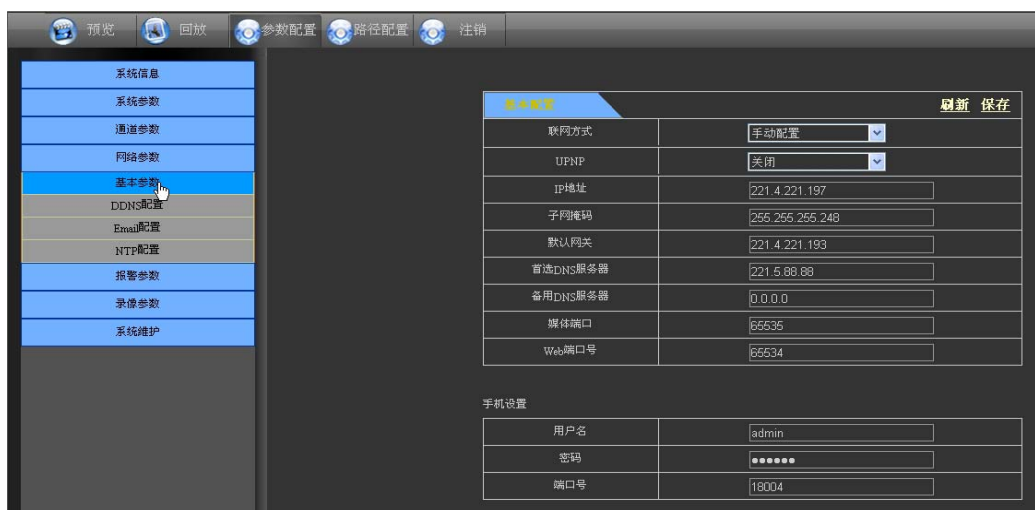 预览 回放 参数配置 路径配置 注销
系统信息
系统参数
通道参数
网络参数
基本参数
DDNS配置
Email配置
NTP配置
报警参数
录像参数
系统维护
基本配置 刷新 保存
联网方式 手动配置
UPNP 关闭
IP地址 221.4.221.197
子网掩码 255.255.255.248
默认网关 221.4.221.193
首选DNS服务器 221.5.88.88
备用DNS服务器 0.0.0.0
媒体端口 65535
Web端口号 65534
手机设置
用户名 admin
密码 ●●●●●●
端口号 18004